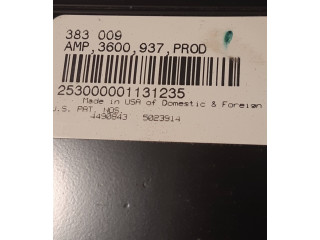 383 009
AMP,3600,937,PROD
253000001131235
Made in USA of Domestic & Foreign
U.S. PAT. NOS.
4490843 5023914